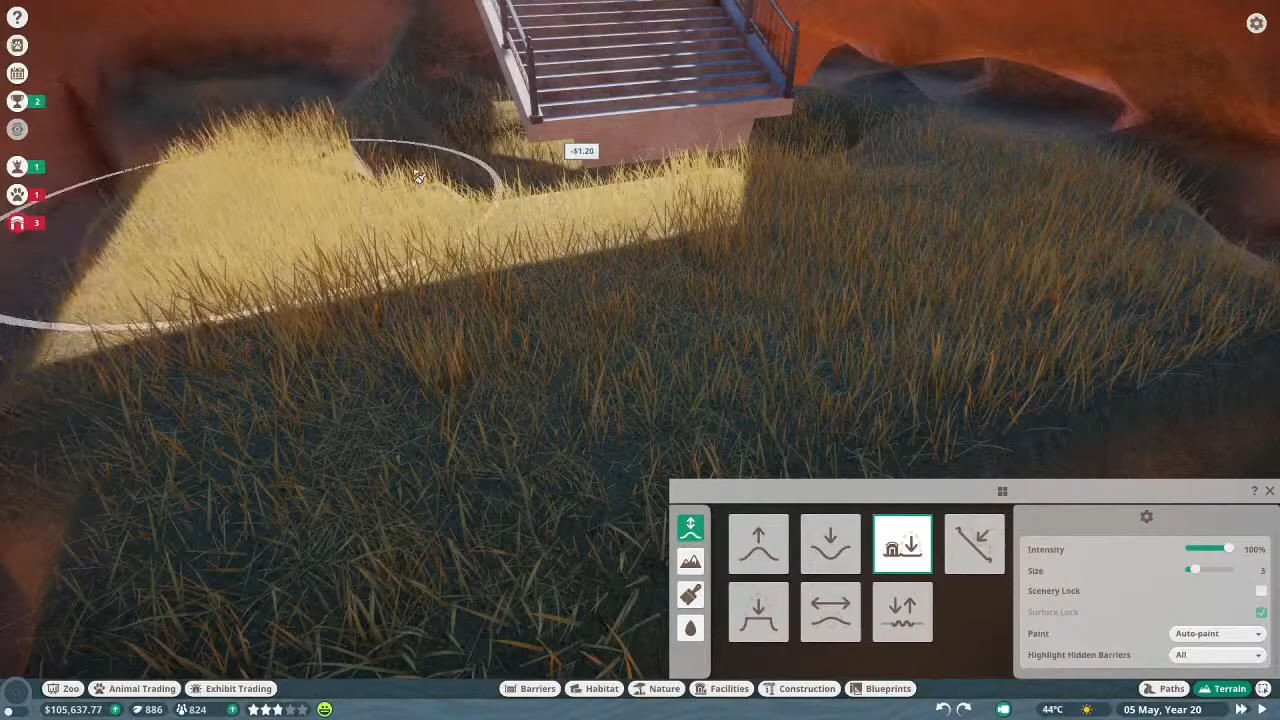 ?
2
1
1
3
-$1.20
?
Intensity 100%
Size 3
Scenery Lock
Surface Lock
Paint Auto-paint
Highlight Hidden Barriers All
Zoo Animal Trading Exhibit Trading Barriers Habitat Nature Facilities Construction Blueprints Paths Terrain
$105,637.77 886 824 44°C 05 May, Year 20